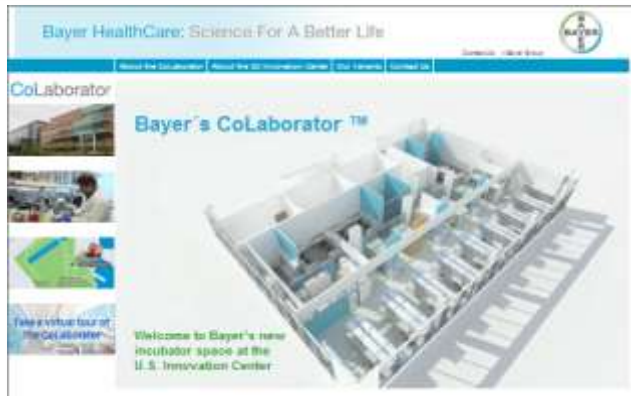 Bayer HealthCare: Science For A Better Life
BAYER
About the CoLaborator About the US Innovation Center Our Tenants Contact Us
CoLaborator
Bayer´s CoLaborator ™
Take a virtual tour of
the CoLaborator
Welcome to Bayer's new
incubator space at the
U.S. Innovation Center